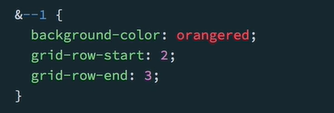 &--1 {
  background-color: orangered;
  grid-row-start: 2;
  grid-row-end: 3;
}